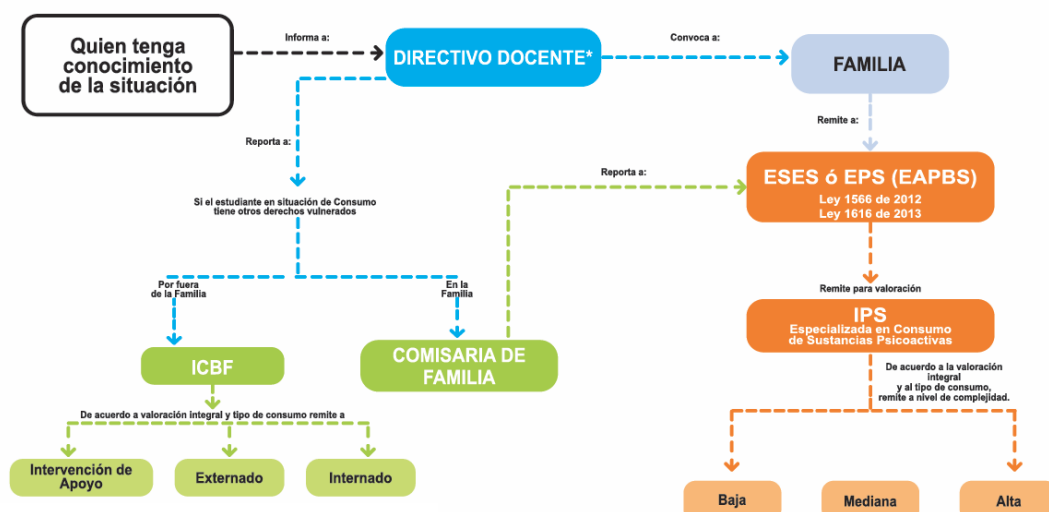 Quien tenga
conocimiento
de la situación
Informa a:
DIRECTIVO DOCENTE*
Convoca a:
FAMILIA
Remite a:
Reporta a:
Reporta a:
ESES ó EPS (EAPBS)
Ley 1566 de 2012
Ley 1616 de 2013
Si el estudiante en situación de Consumo
tiene otros derechos vulnerados
Por fuera
de la Familia
En la
Familia
Remite para valoración
IPS
Especializada en Consumo
de Sustancias Psicoactivas
ICBF
COMISARIA DE
FAMILIA
De acuerdo a la valoración
integral
y al tipo de consumo,
remite a nivel de complejidad.
De acuerdo a valoración integral y tipo de consumo remite a
Intervención de
Apoyo
Externado
Internado
Baja
Mediana
Alta